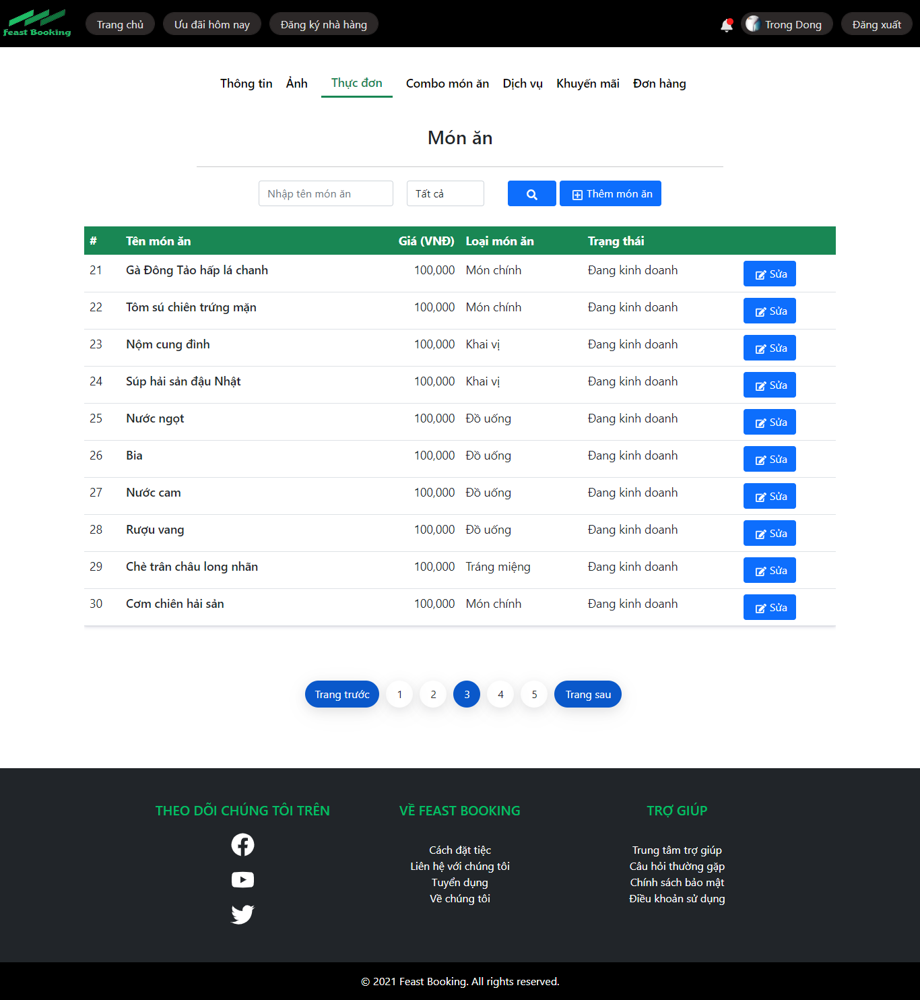 feast Booking
Trang chủ
Ưu đãi hôm nay
Đăng ký nhà hàng
Trong Dong
Đăng xuất
Thông tin Ảnh Thực đơn Combo món ăn Dịch vụ Khuyến mãi Đơn hàng
Món ăn
Nhập tên món ăn Tất cả Thêm món ăn
# Tên món ăn Giá (VNĐ) Loại món ăn Trạng thái
21 Gà Đông Tảo hấp lá chanh 100,000 Món chính Đang kinh doanh Sửa
22 Tôm sú chiên trứng mặn 100,000 Món chính Đang kinh doanh Sửa
23 Nộm cung đình 100,000 Khai vị Đang kinh doanh Sửa
24 Súp hải sản đậu Nhật 100,000 Khai vị Đang kinh doanh Sửa
25 Nước ngọt 100,000 Đồ uống Đang kinh doanh Sửa
26 Bia 100,000 Đồ uống Đang kinh doanh Sửa
27 Nước cam 100,000 Đồ uống Đang kinh doanh Sửa
28 Rượu vang 100,000 Đồ uống Đang kinh doanh Sửa
29 Chè trân châu long nhãn 100,000 Tráng miệng Đang kinh doanh Sửa
30 Cơm chiên hải sản 100,000 Món chính Đang kinh doanh Sửa
Trang trước 1 2 3 4 5 Trang sau
THEO DÕI CHÚNG TÔI TRÊN
VỀ FEAST BOOKING
Cách đặt tiệc
Liên hệ với chúng tôi
Tuyển dụng
Về chúng tôi
TRỢ GIÚP
Trung tâm trợ giúp
Câu hỏi thường gặp
Chính sách bảo mật
Điều khoản sử dụng
© 2021 Feast Booking. All rights reserved.